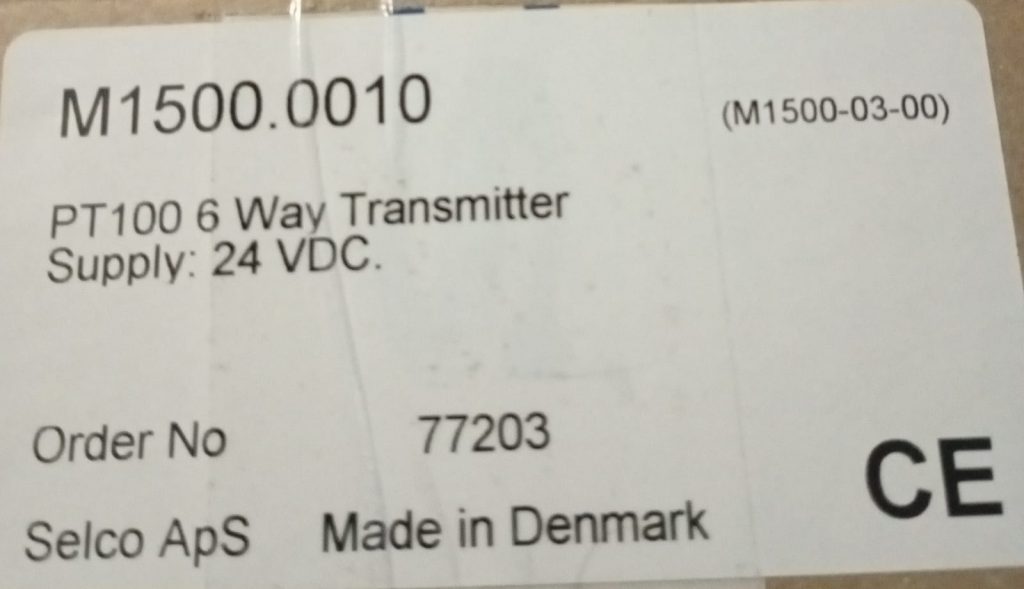 M1500.0010 (M1500-03-00)
PT100 6 Way Transmitter
Supply: 24 VDC.
Order No 77203
CE
Selco ApS Made in Denmark